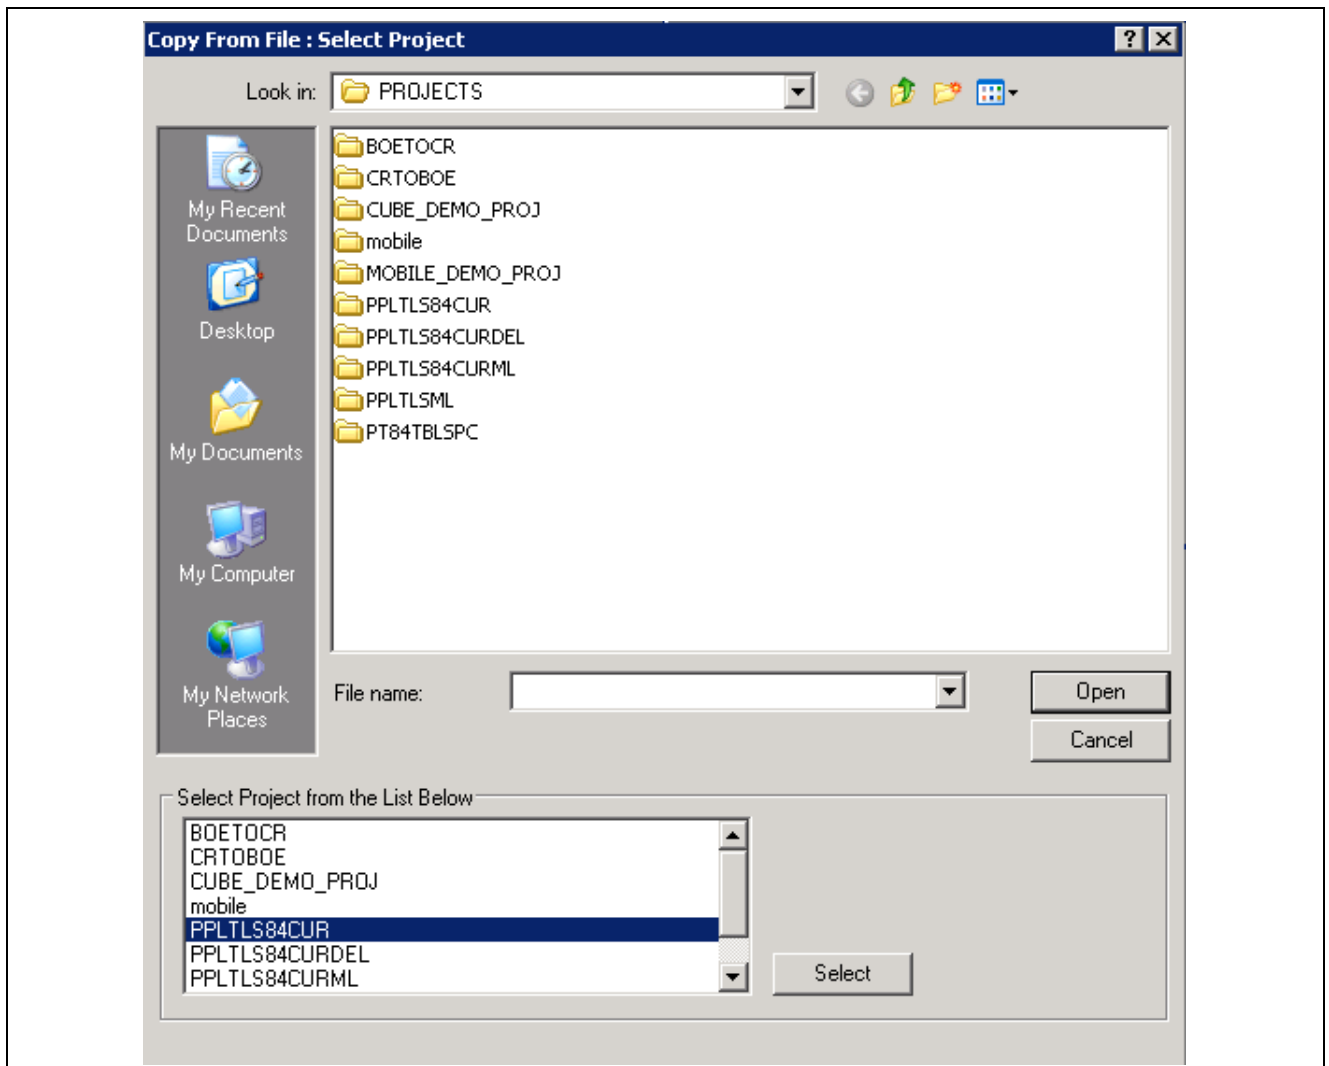 Copy From File : Select Project
Look in:
PROJECTS
My Recent
Documents
Desktop
My Documents
My Computer
My Network
Places
BOETOCR
CRTOBOE
CUBE_DEMO_PROJ
mobile
MOBILE_DEMO_PROJ
PPLTLS84CUR
PPLTLS84CURDEL
PPLTLS84CURML
PPLTLSML
PT84TBLSPC
File name:
Open
Cancel
Select Project from the List Below
BOETOCR
CRTOBOE
CUBE_DEMO_PROJ
mobile
PPLTLS84CUR
PPLTLS84CURDEL
PPLTLS84CURML
Select